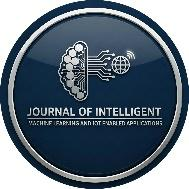 JOURNAL OF INTELLIGENT
MACHINE LEARNING AND IOT ENABLED APPLICATIONS